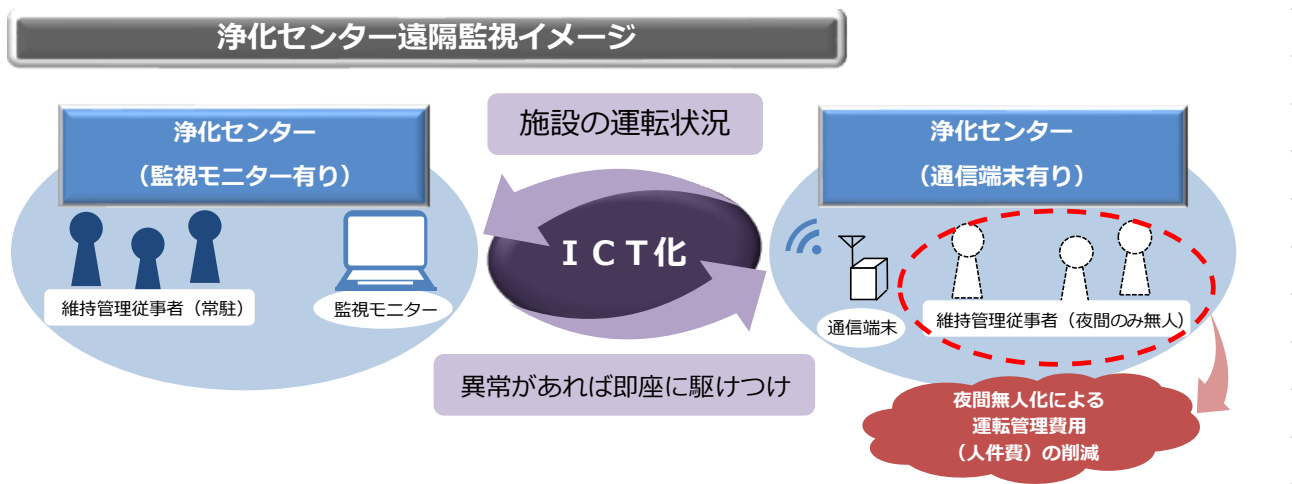 浄化センター遠隔監視イメージ
浄化センター
（監視モニター有り）
維持管理従事者（常駐）
監視モニター
施設の運転状況
ＩＣＴ化
異常があれば即座に駆けつけ
浄化センター
（通信端末有り）
通信端末
維持管理従事者（夜間のみ無人）
夜間無人化による
運転管理費用
（人件費）の削減